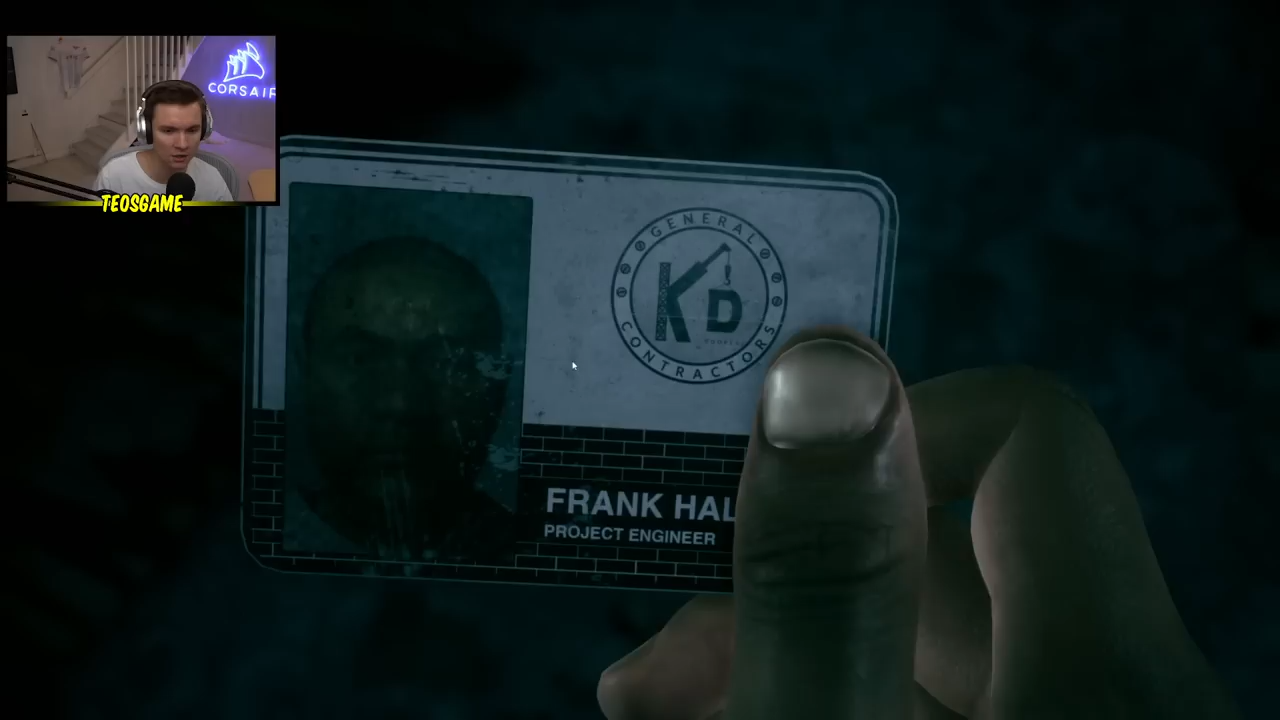 CORSAIR
TEOSGAME
GENERAL
KD
CONTRACTORS
FRANK HAL
PROJECT ENGINEER